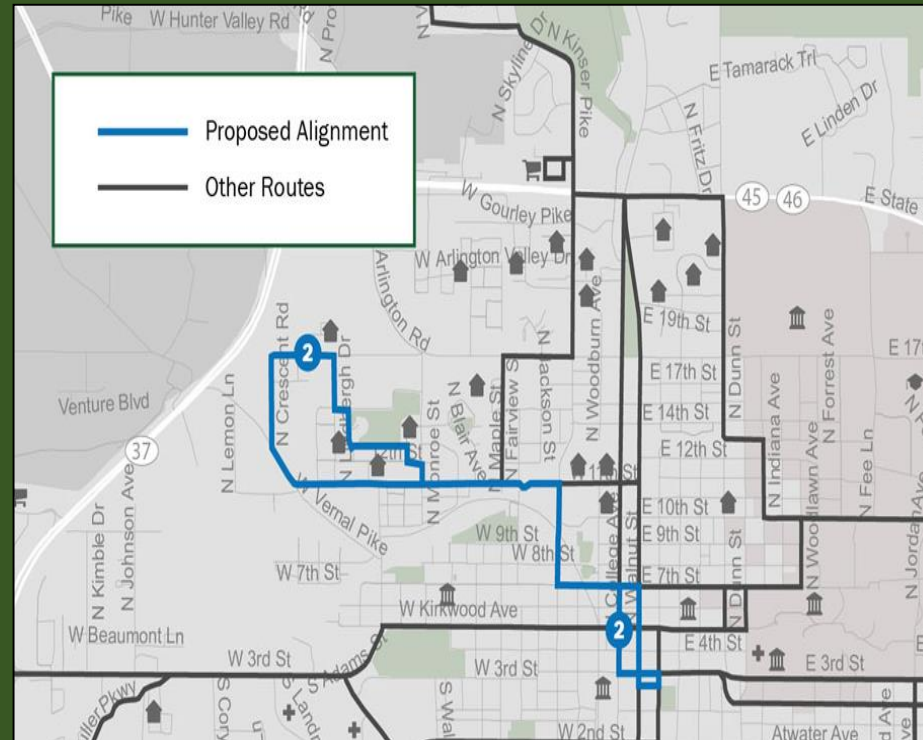 Pike
W Hunter Valley Rd
N Skyline Dr
N Kinser Pike
E Tamarack Trl
E Linden Dr
N Fritz Dr
Proposed Alignment
Other Routes
45
46
E State
W Gourley Pike
W Arlington Valley Dr
Arlington Rd
N Crescent Rd
2
N Woodburn Ave
E 19th St
E 17th St
E 17
E 14th St
E 12th St
N Dunn St
N Indiana Ave
N Forrest Ave
N Woodlawn Ave
N Fee Ln
Venture Blvd
37
N Lemon Ln
N Monroe St
N Blair Ave
N Maple St
N Fairview St
W Vernal Pike
N Kimble Dr
N Johnson Ave
W 9th St
W 8th St
W 7th St
College Ave
N Walnut St
E 10th St
E 9th St
E 7th St
N Dunn St
W Kirkwood Ave
W Beaumont Ln
W 3rd St
S Adams St
W 3rd St
2
E 4th St
E 3rd St
W 2nd St
Atwater Ave